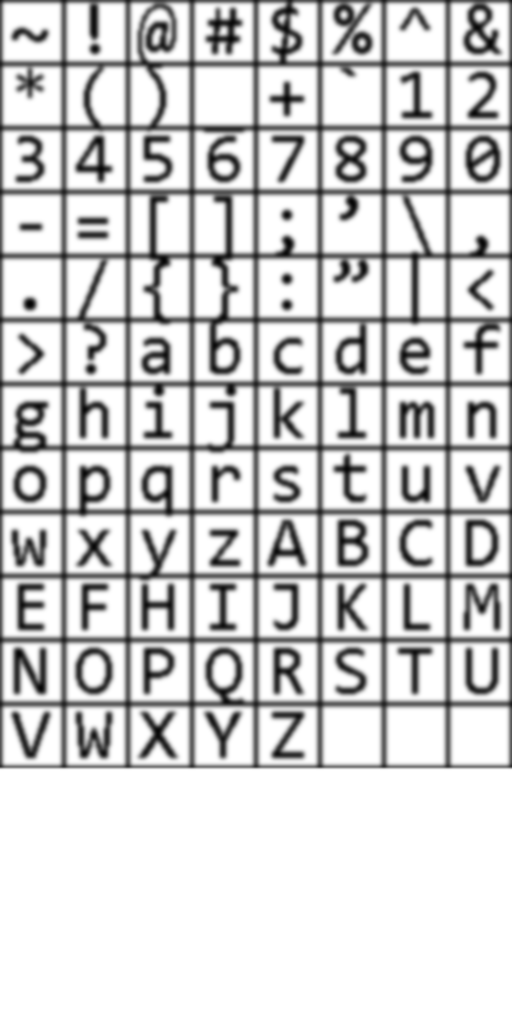 ~ ! @ # $ % ^ &
* ( ) _ + ` 1 2
3 4 5 6 7 8 9 0
- = [ ] ; ’ \ ,
. / { } : ” | <
> ? a b c d e f
g h i j k l m n
o p q r s t u v
w x y z A B C D
E F H I J K L M
N O P Q R S T U
V W X Y Z